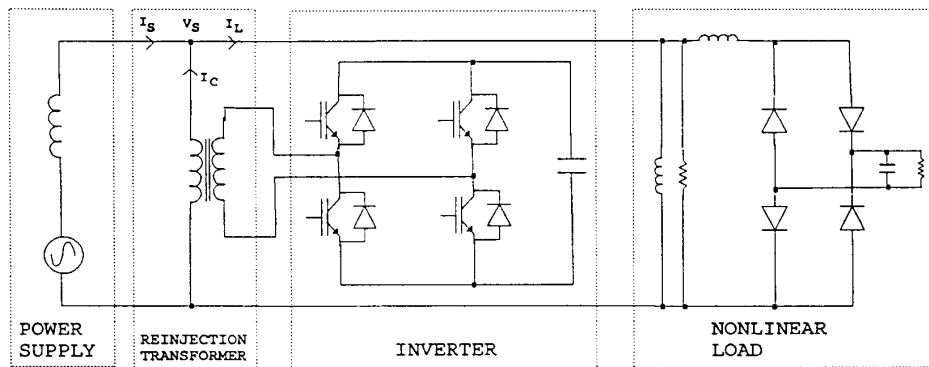 I_S V_S I_L
I_C
POWER
SUPPLY
REINJECTION
TRANSFORMER
INVERTER
NONLINEAR
LOAD